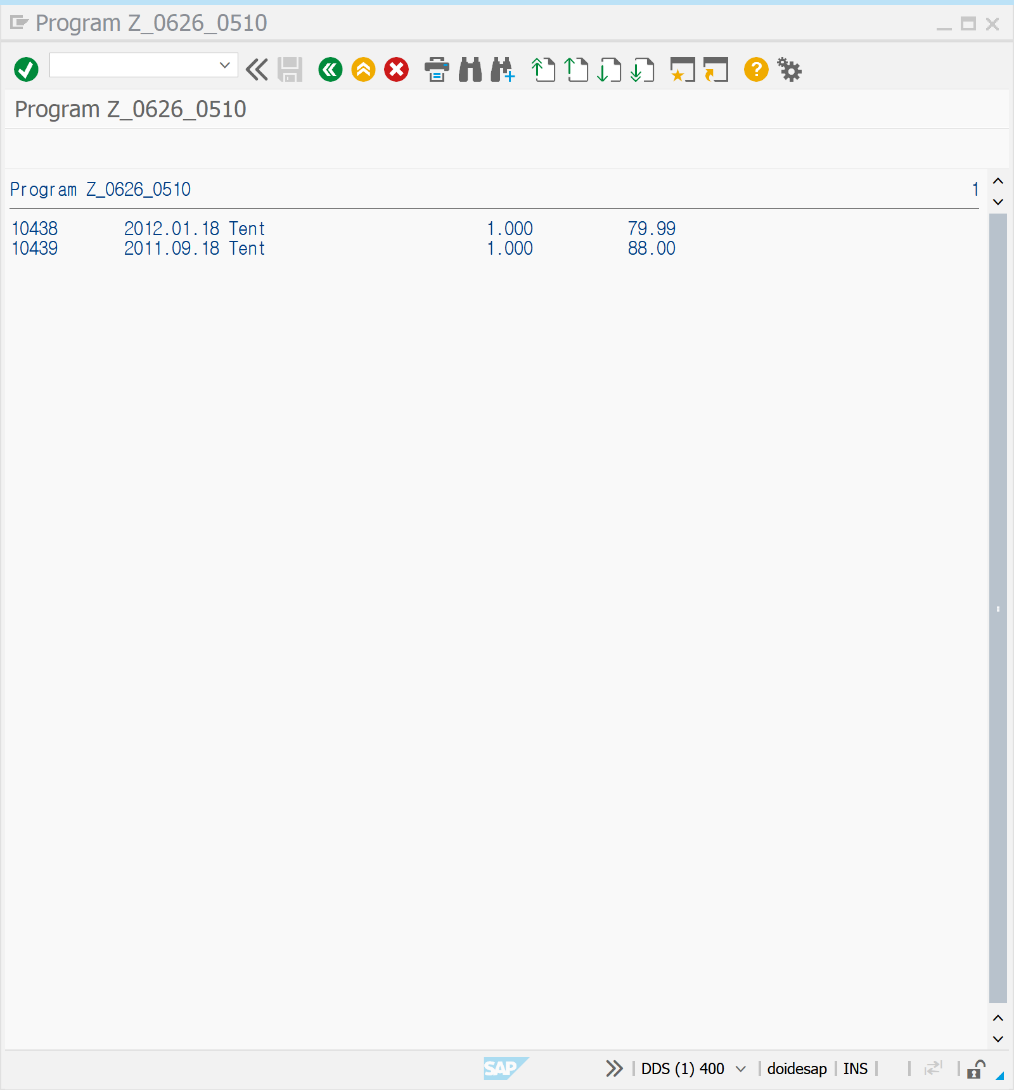 Program Z_0626_0510
Program Z_0626_0510
Program Z_0626_0510 1
10438 2012.01.18 Tent 1.000 79.99
10439 2011.09.18 Tent 1.000 88.00
SAP DDS (1) 400 doidesap INS